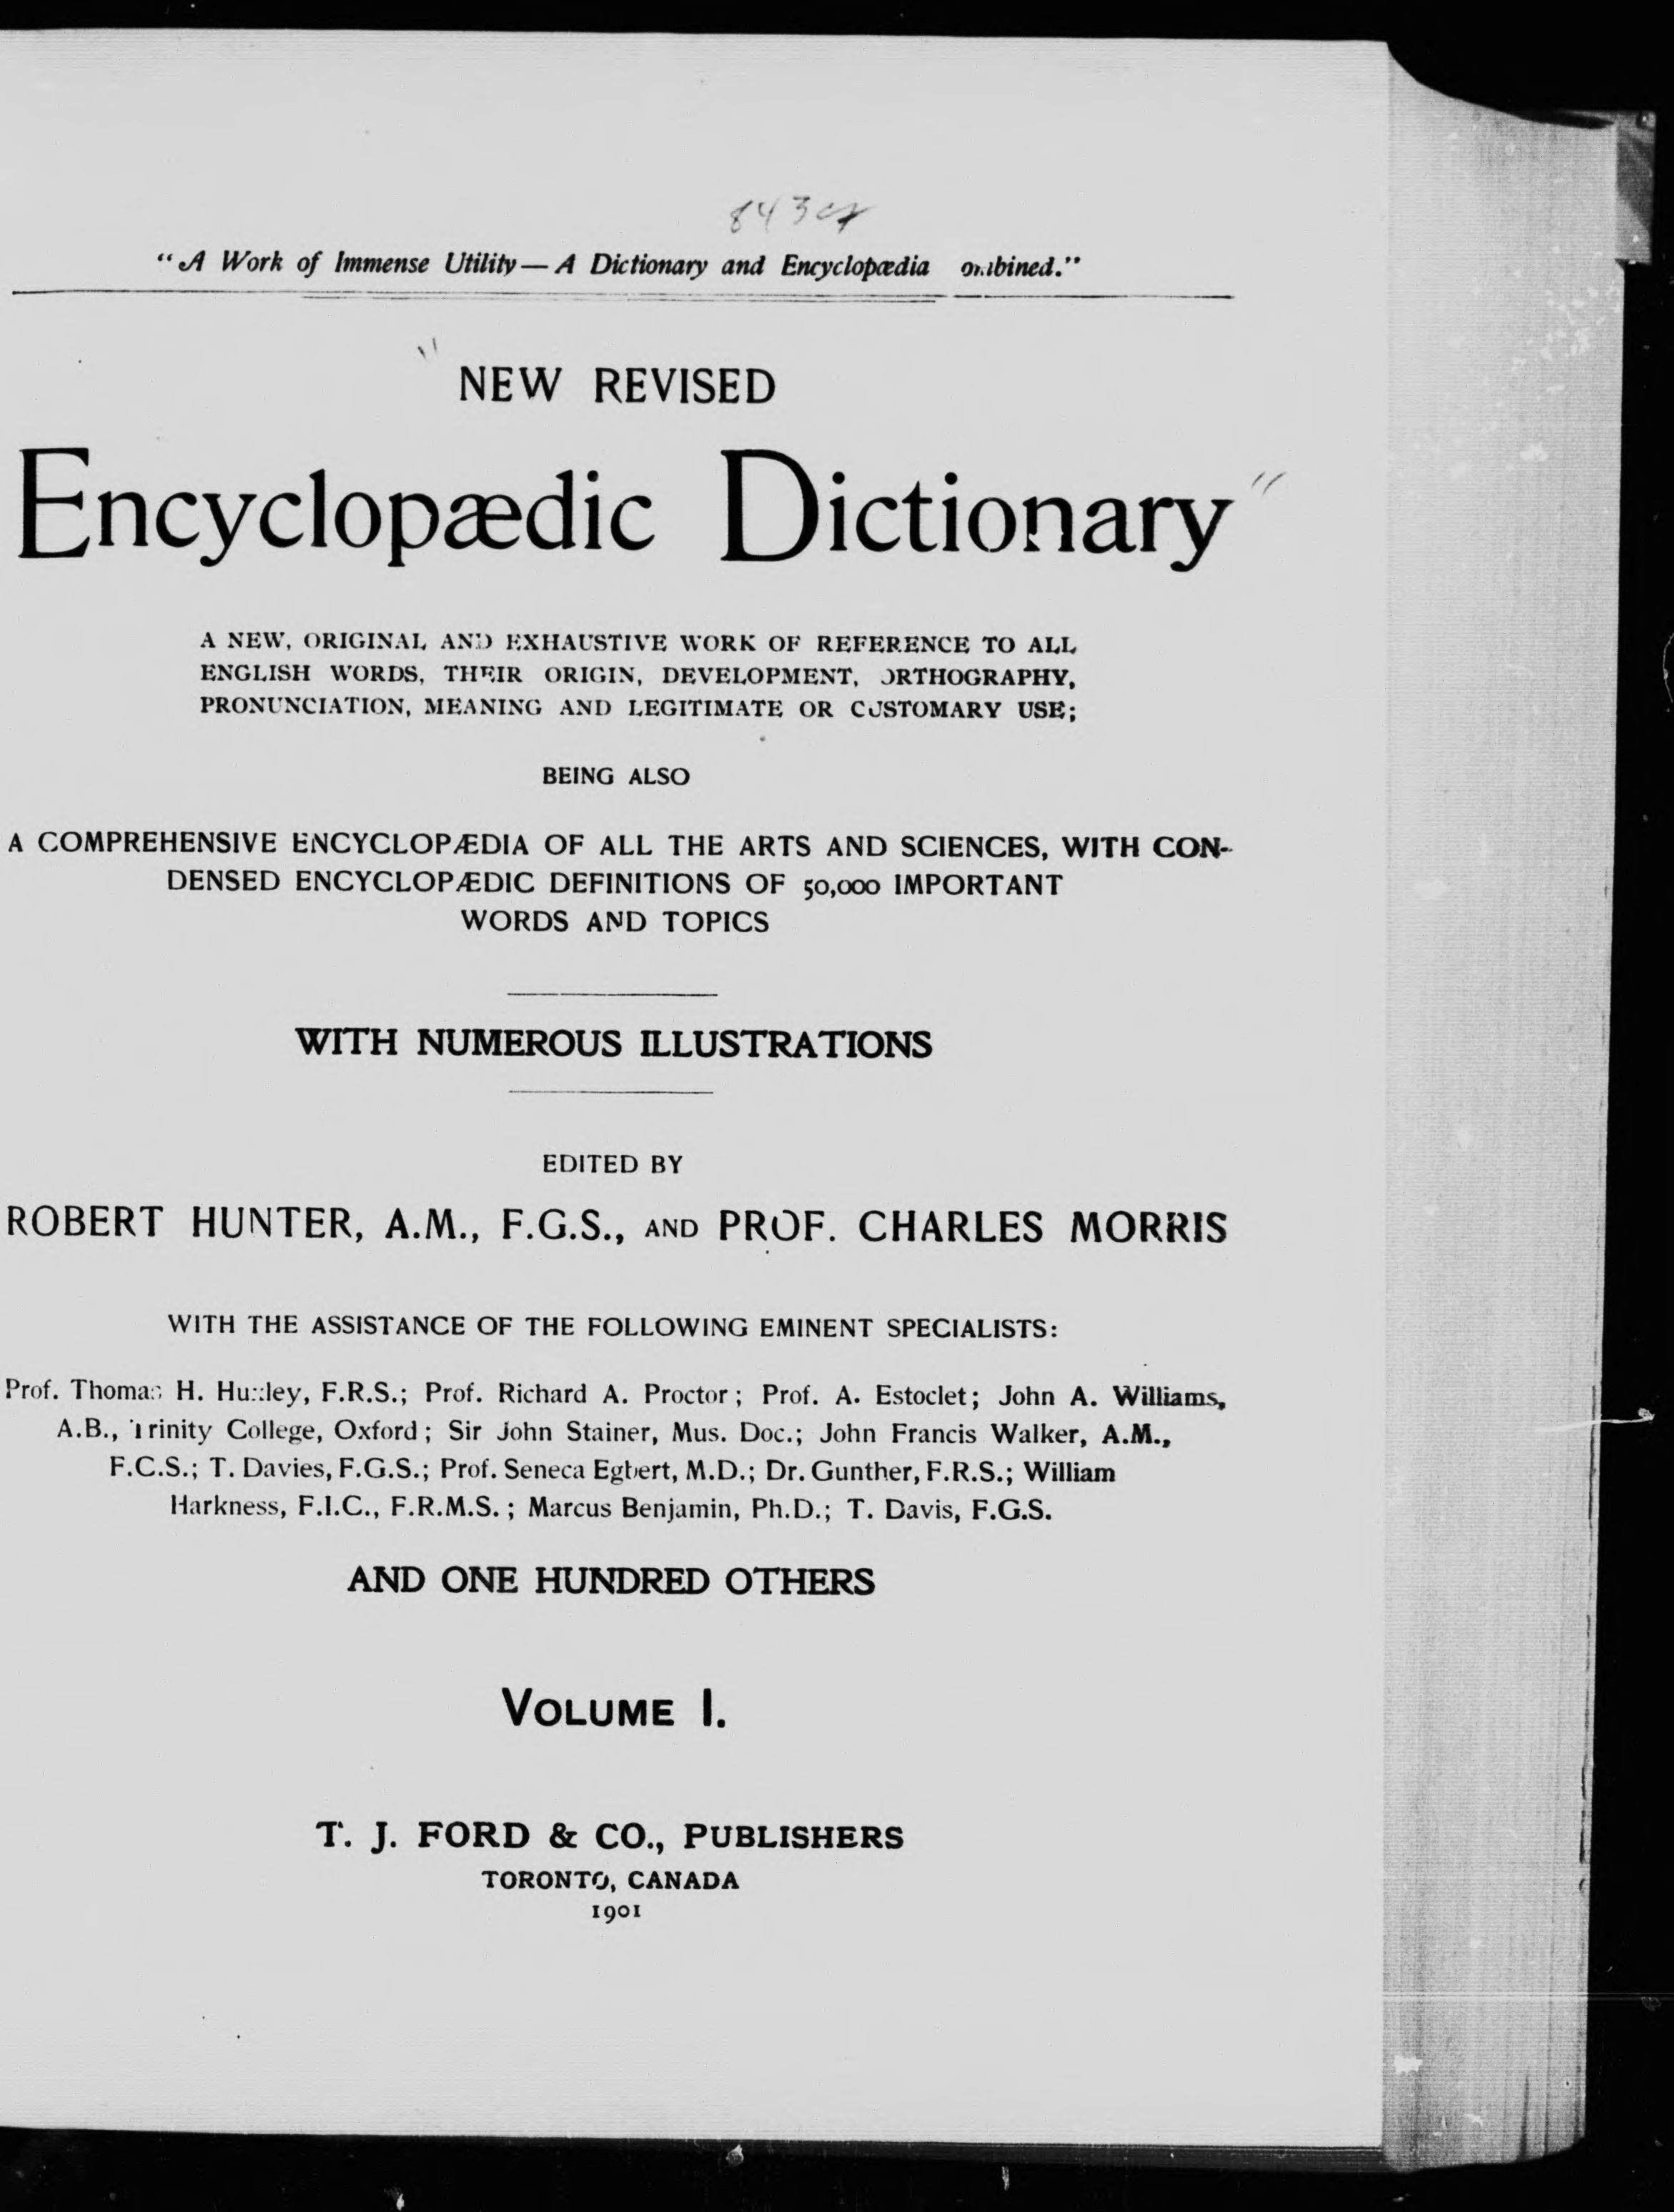 "A Work of Immense Utility—A Dictionary and Encyclopædia
NEW REVISED
Encyclopædic Dictionary
A NEW, ORIGINAL AND EXHAUSTIVE WORK OF REFERENCE TO ALL
ENGLISH WORDS, THEIR ORIGIN, DEVELOPMENT, ORTHOGRAPHY,
PRONUNCIATION, MEANING AND LEGITIMATE OR CUSTOMARY USE;
BEING ALSO
A COMPREHENSIVE ENCYCLOPÆDIA OF ALL THE ARTS AND SCIENCES, WITH CON-
DENSED ENCYCLOPÆDIC DEFINITIONS OF 50,000 IMPORTANT
WORDS AND TOPICS
WITH NUMEROUS ILLUSTRATIONS
EDITED BY
ROBERT HUNTER, A.M., F.G.S., AND PROF. CHARLES MORRIS
WITH THE ASSISTANCE OF THE FOLLOWING EMINENT SPECIALISTS:
Prof. Thomas H. Huxley, F.R.S.; Prof. Richard A. Proctor; Prof. A. Estoclet; John A. Williams,
A.B., Trinity College, Oxford; Sir John Stainer, Mus. Doc.; John Francis Walker, A.M.,
F.C.S.; T. Davies, F.G.S.; Prof. Seneca Egbert, M.D.; Dr. Gunther, F.R.S.; William
Harkness, F.I.C., F.R.M.S.; Marcus Benjamin, Ph.D.; T. Davis, F.G.S.
AND ONE HUNDRED OTHERS
VOLUME I.
T. J. FORD & CO., PUBLISHERS
TORONTO, CANADA
1901